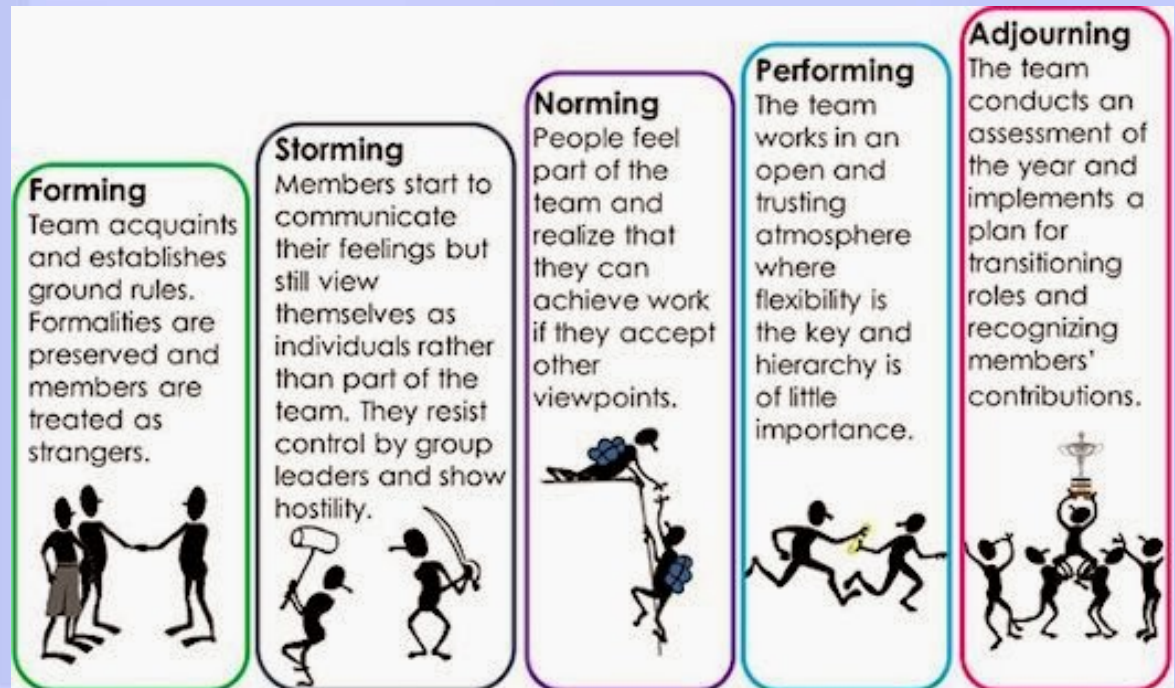 Forming
Team acquaints
and establishes
ground rules.
Formalities are
preserved and
members are
treated as
strangers.
Storming
Members start to
communicate
their feelings but
still view
themselves as
individuals rather
than part of the
team. They resist
control by group
leaders and show
hostility.
Norming
People feel
part of the
team and
realize that
they can
achieve work
if they accept
other
viewpoints.
Performing
The team
works in an
open and
trusting
atmosphere
where
flexibility is
the key and
hierarchy is
of little
importance.
Adjourning
The team
conducts an
assessment of
the year and
implements a
plan for
transitioning
roles and
recognizing
members'
contributions.